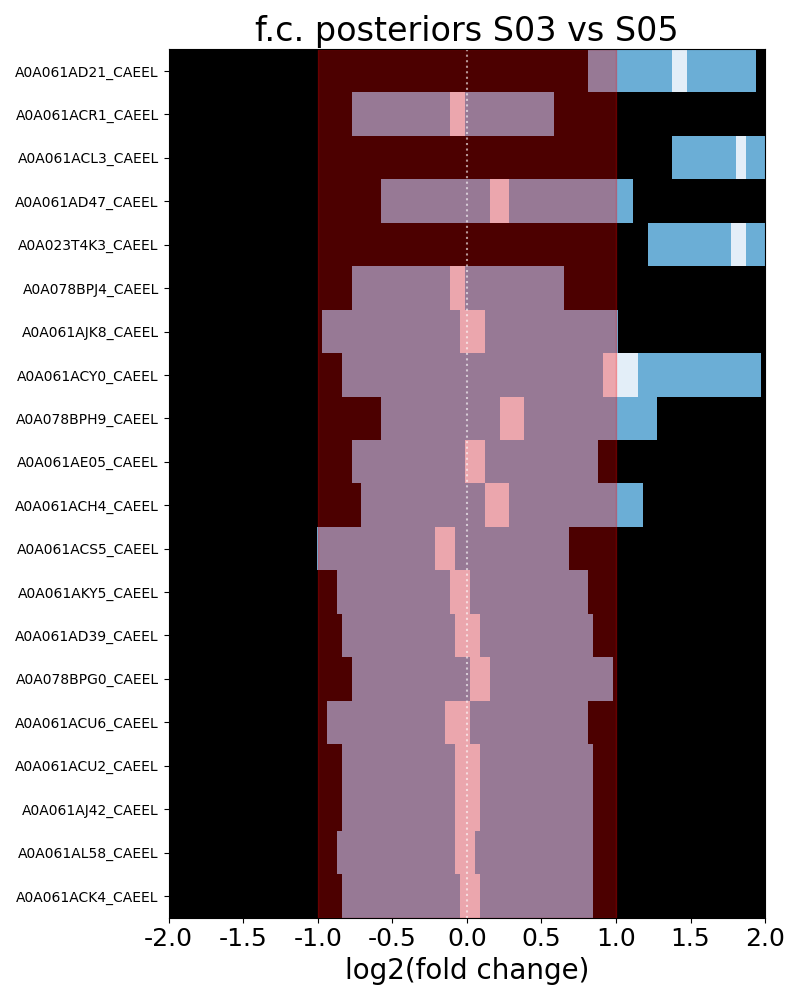 f.c. posteriors S03 vs S05
A0A061AD21_CAEEL
A0A061ACR1_CAEEL
A0A061ACL3_CAEEL
A0A061AD47_CAEEL
A0A023T4K3_CAEEL
A0A078BPJ4_CAEEL
A0A061AJK8_CAEEL
A0A061ACY0_CAEEL
A0A078BPH9_CAEEL
A0A061AE05_CAEEL
A0A061ACH4_CAEEL
A0A061ACS5_CAEEL
A0A061AKY5_CAEEL
A0A061AD39_CAEEL
A0A078BPG0_CAEEL
A0A061ACU6_CAEEL
A0A061ACU2_CAEEL
A0A061AJ42_CAEEL
A0A061AL58_CAEEL
A0A061ACK4_CAEEL
-2.0 -1.5 -1.0 -0.5 0.0 0.5 1.0 1.5 2.0
log2(fold change)